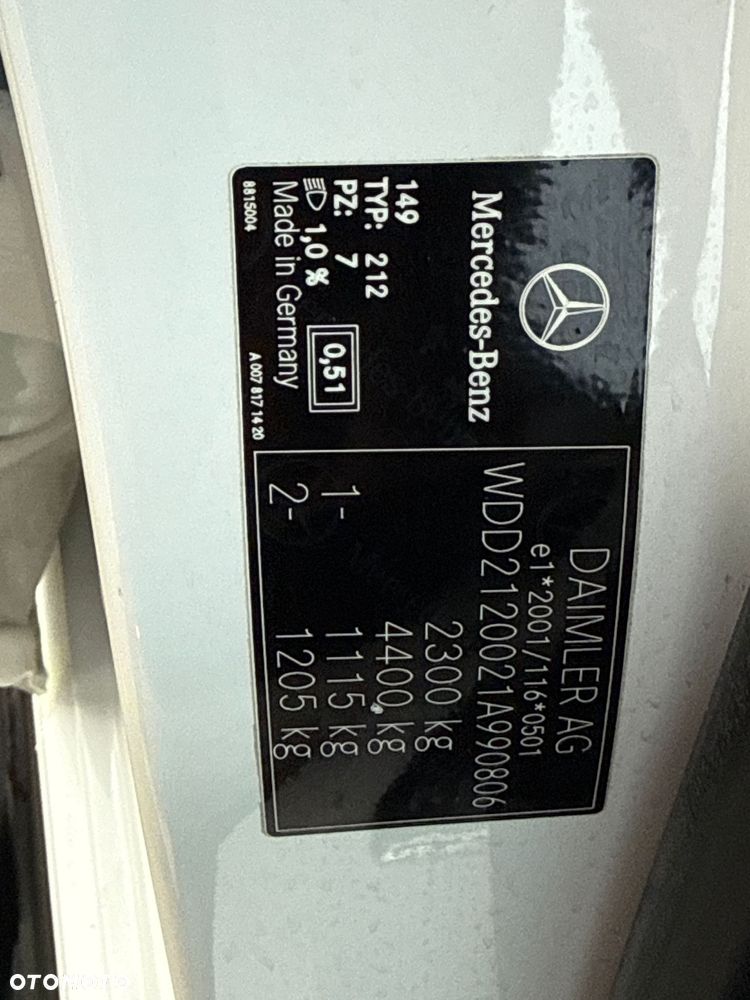 Mercedes-Benz
149
TYP: 212
PZ: 7
1,0 %
0,51
Made in Germany
8815004
A 007 817 14 20
DAIMLER AG
e1*2001/116*0501
WDD2120021A990806
2300 kg
4400 kg
1- 1115 kg
2- 1205 kg
OTOMOTO